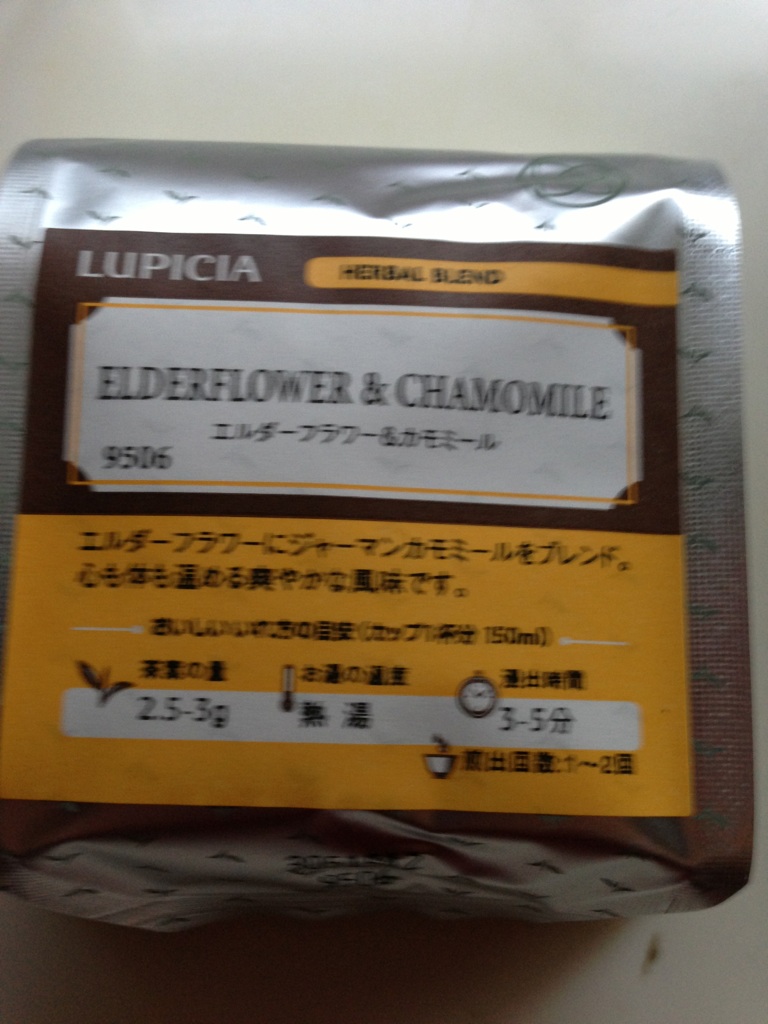 LUPICIA
HERBAL BLEND
ELDERFLOWER & CHAMOMILE
エルダーフラワー&カモミール
9506
エルダーフラワーにジャーマンカモミールをブレンド。
心も体も温める爽やかな風味です。
おいしいいれ方の目安(カップ1杯分 150ml)
茶葉の量
お湯の温度
抽出時間
2.5-3g
熱湯
3-5分
煎出回数:1〜2回